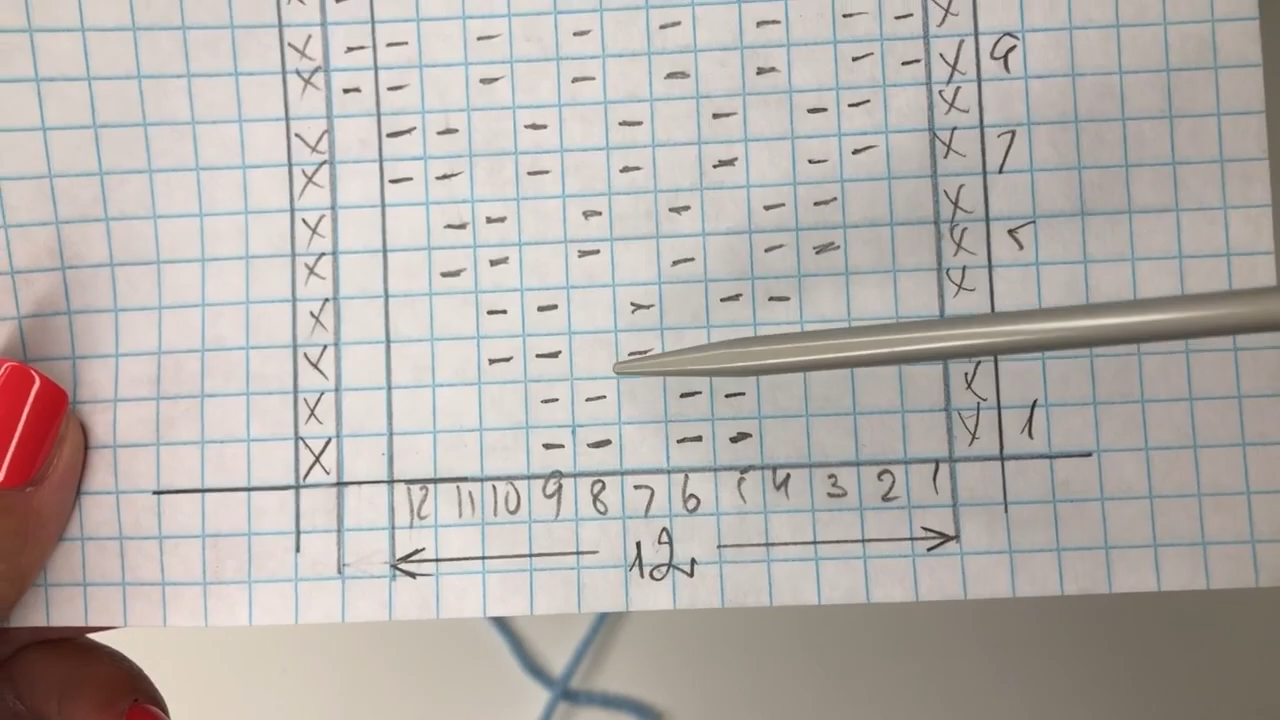 X – – – – – X
X – – – – – – – – X 9
X – – – – – – – – X
X – – – – – – – X
X – – – – – – – X 7
X – – – – – – X
X – – – – – – X 5
X – – – – – X
X – – –
X – – – – X
X – – – – X 1
12 11 10 9 8 7 6 5 4 3 2 1
12